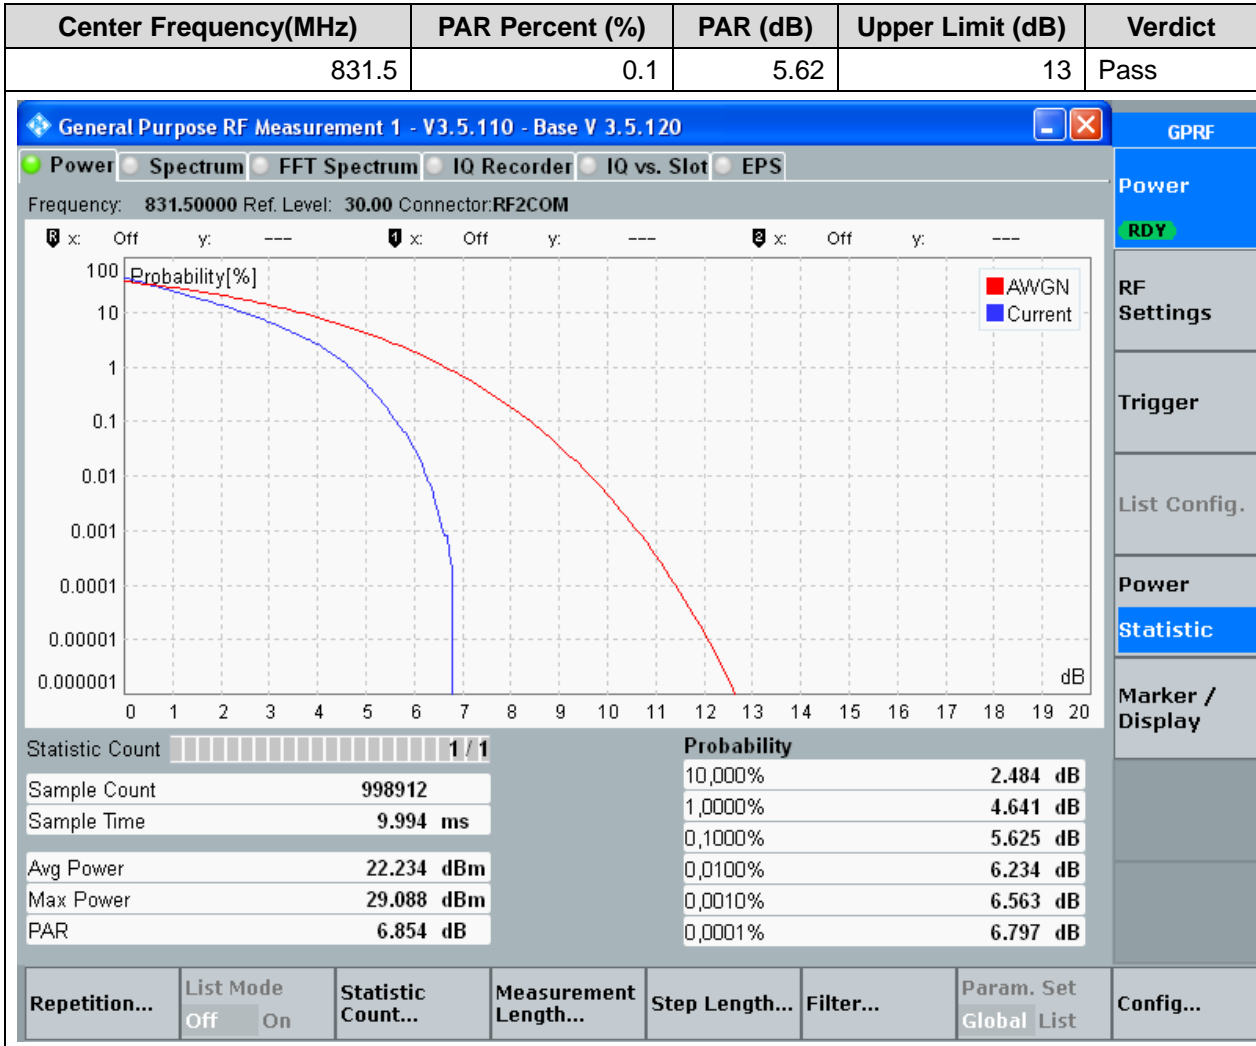 Center Frequency(MHz) PAR Percent (%) PAR (dB) Upper Limit (dB) Verdict
831.5 0.1 5.62 13 Pass
General Purpose RF Measurement 1 - V3.5.110 - Base V 3.5.120
GPRF
Power Spectrum FFT Spectrum IQ Recorder IQ vs. Slot EPS
Power
RDY
Frequency: 831.50000 Ref. Level: 30.00 Connector:RF2COM
R x: Off y: --- 1 x: Off y: --- 2 x: Off y: ---
100 Probability[%]
AWGN
Current
10
1
0.1
0.01
0.001
0.0001
0.00001
0.000001
dB
0 1 2 3 4 5 6 7 8 9 10 11 12 13 14 15 16 17 18 19 20
RF
Settings
Trigger
List Config.
Power
Statistic
Marker /
Display
Statistic Count 1 / 1
Sample Count 998912
Sample Time 9.994 ms
Avg Power 22.234 dBm
Max Power 29.088 dBm
PAR 6.854 dB
Probability
10,000% 2.484 dB
1,0000% 4.641 dB
0,1000% 5.625 dB
0,0100% 6.234 dB
0,0010% 6.563 dB
0,0001% 6.797 dB
Repetition...
List Mode
Off On
Statistic
Count...
Measurement
Length...
Step Length...
Filter...
Param. Set
Global List
Config...